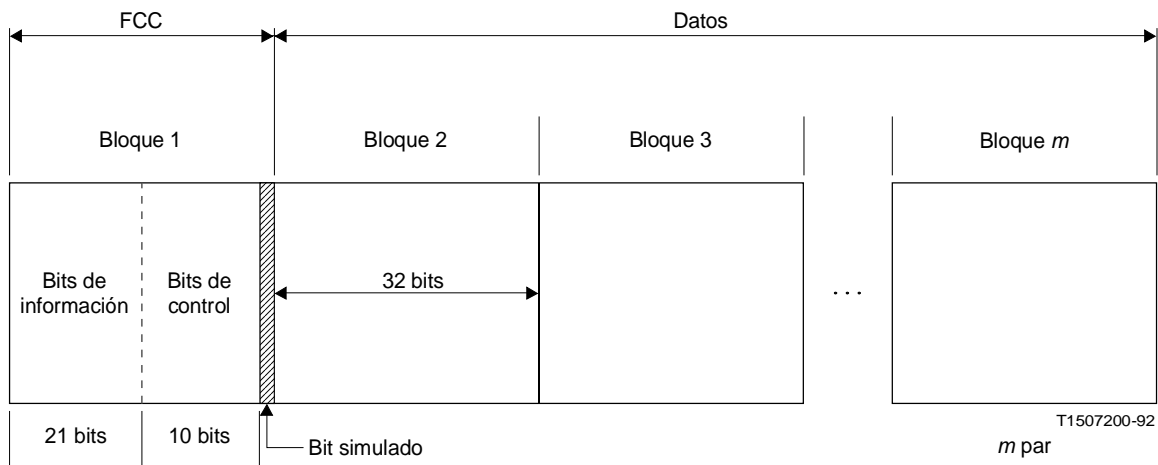 FCC
Datos
Bloque 1
Bloque 2
Bloque 3
Bloque m
Bits de
información
Bits de
control
32 bits
. . .
T1507200-92
21 bits
10 bits
Bit simulado
m par